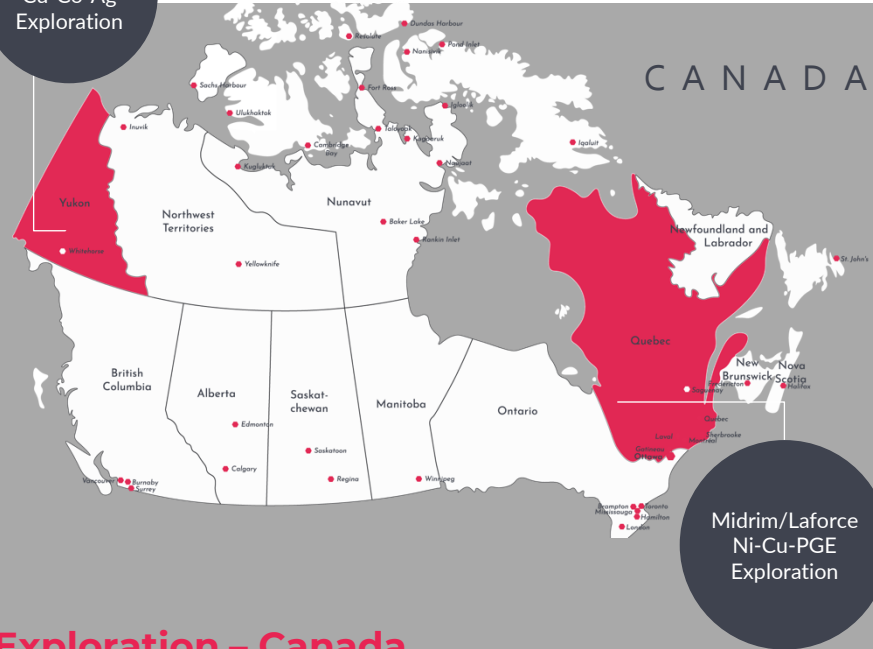 Cu-Co-Ag
Exploration
CANADA
Dundas Harbour
Resolute
Pond Inlet
Nanisivik
Sachs Harbour
Fort Ross
Igloolik
Ulukhaktok
Inuvik
Taloyoak
Kugaaruk
Iqaluit
Cambridge
Bay
Kugluktuk
Naujaat
Yukan
Northwest
Territories
Nunavut
Baker Lake
Rankin Inlet
Newfoundland and
Labrador
Whitehorse
Yellowknife
St. John's
Quebec
British
Columbia
Alberta
Saskat-
chewan
Manitoba
Ontario
New
Brunswick
Nova
Scotia
Fredericton
Halifax
Saguenay
Edmonton
Quebec
Laval
Sherbrooke
Montreal
Gatineau
Ottawa
Saskatoon
Calgary
Regina
Winnipeg
Vancouver
Burnaby
Surrey
Brompton
Toronto
Mississauga
Hamilton
London
Midrim/Laforce
Ni-Cu-PGE
Exploration
Exploration – Canada